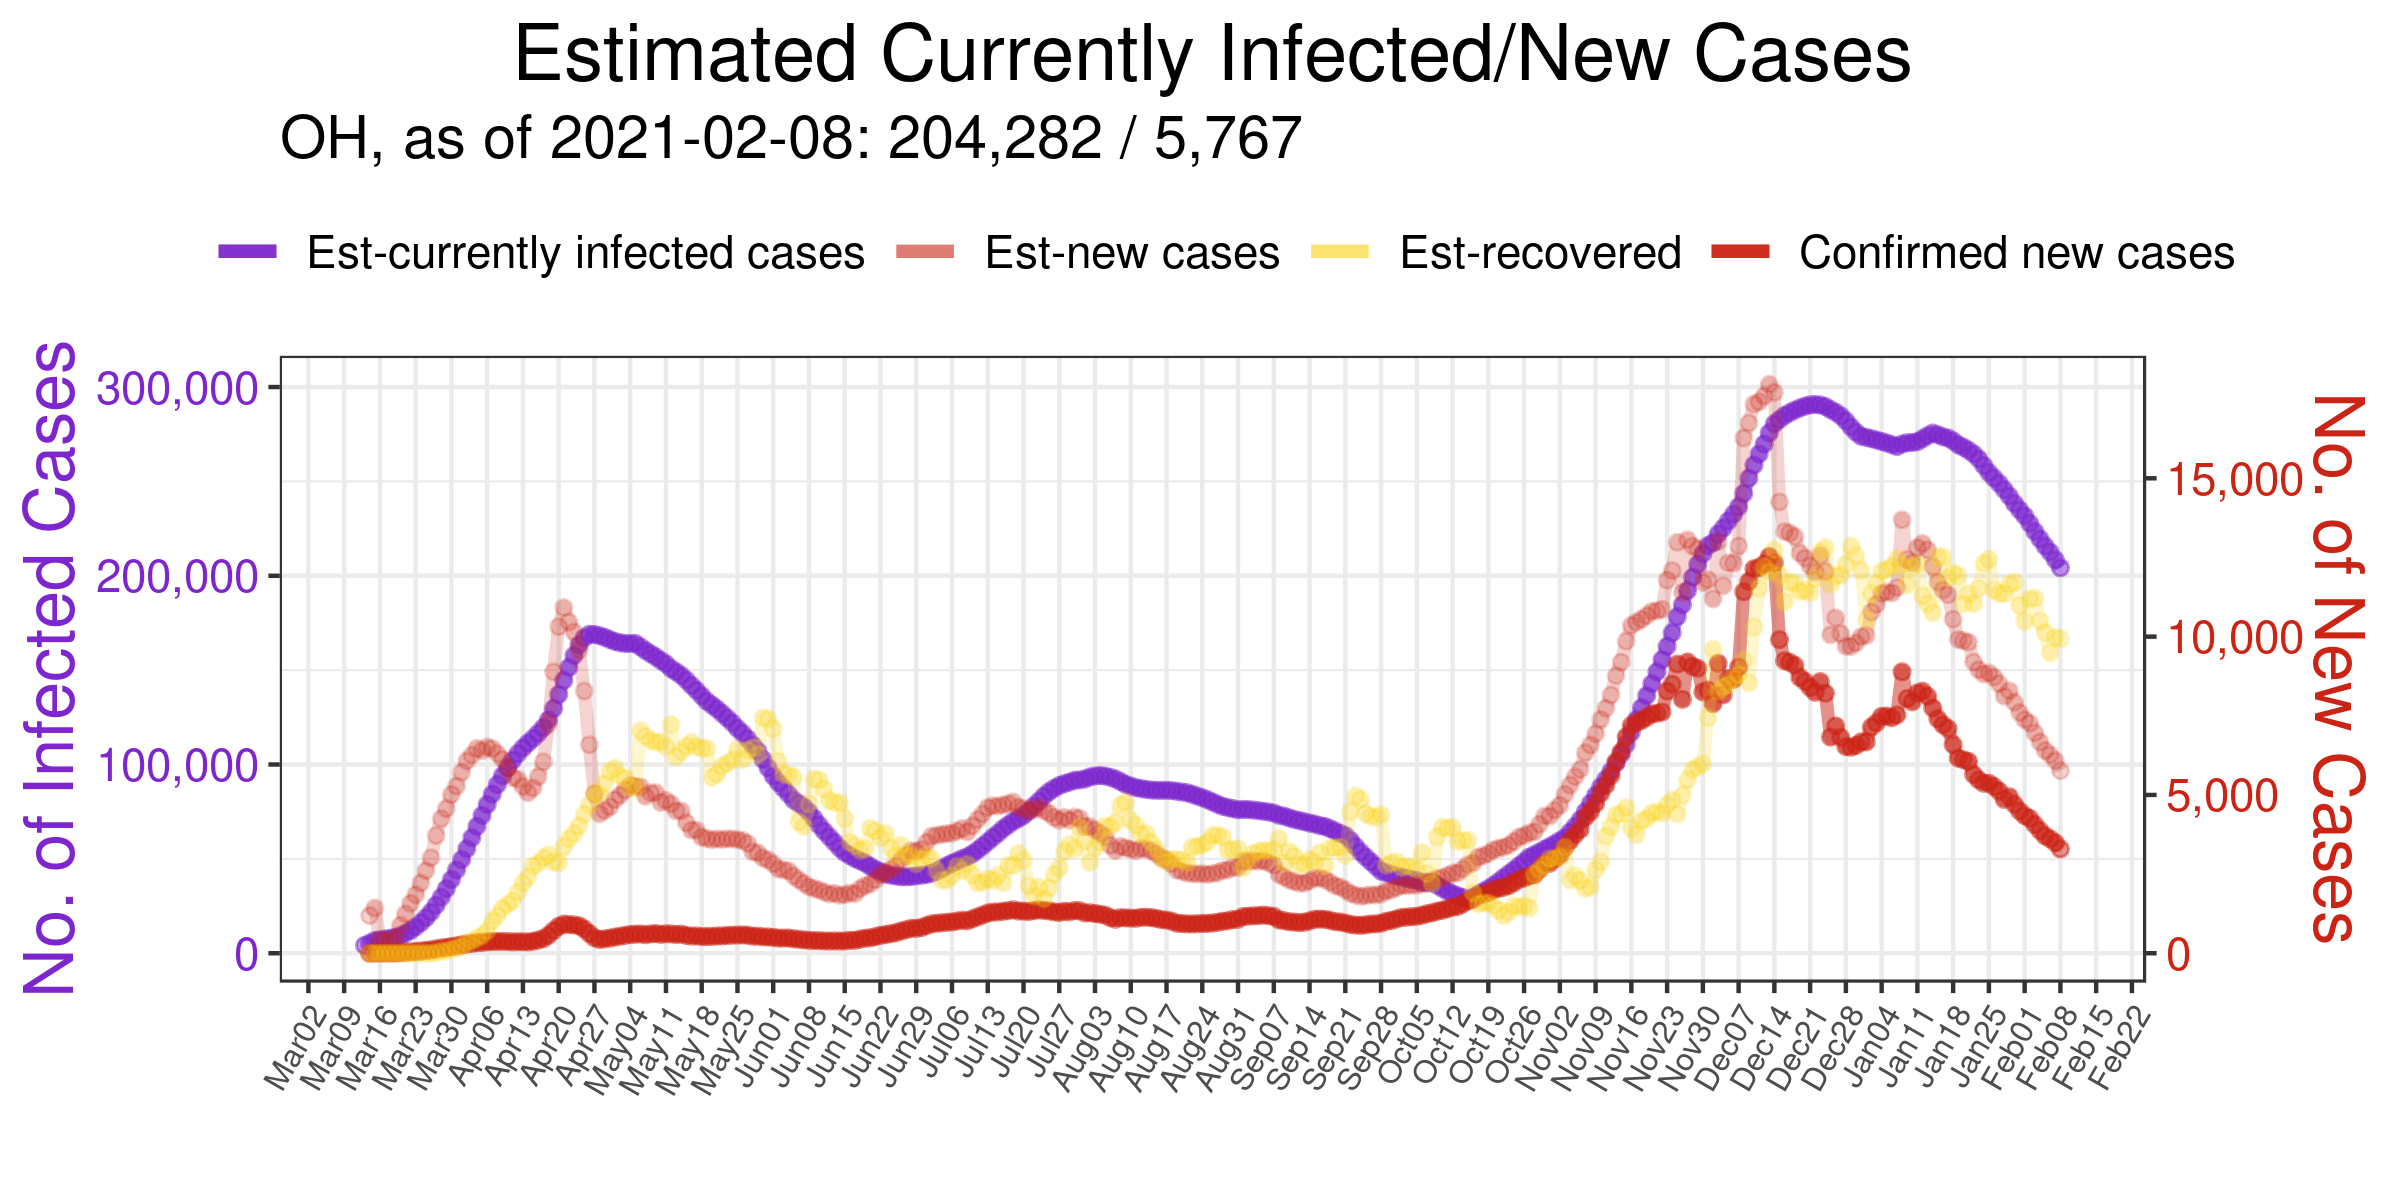 Estimated Currently Infected/New Cases
OH, as of 2021-02-08: 204,282 / 5,767
Est-currently infected cases Est-new cases Est-recovered Confirmed new cases
No. of Infected Cases
300,000
200,000
100,000
0
15,000
10,000
5,000
0
No. of New Cases
Mar02 Mar09 Mar16 Mar23 Mar30 Apr06 Apr13 Apr20 Apr27 May04 May11 May18 May25 Jun01 Jun08 Jun15 Jun22 Jun29 Jul06 Jul13 Jul20 Jul27 Aug03 Aug10 Aug17 Aug24 Aug31 Sep07 Sep14 Sep21 Sep28 Oct05 Oct12 Oct19 Oct26 Nov02 Nov09 Nov16 Nov23 Nov30 Dec07 Dec14 Dec21 Dec28 Jan04 Jan11 Jan18 Jan25 Feb01 Feb08 Feb15 Feb22